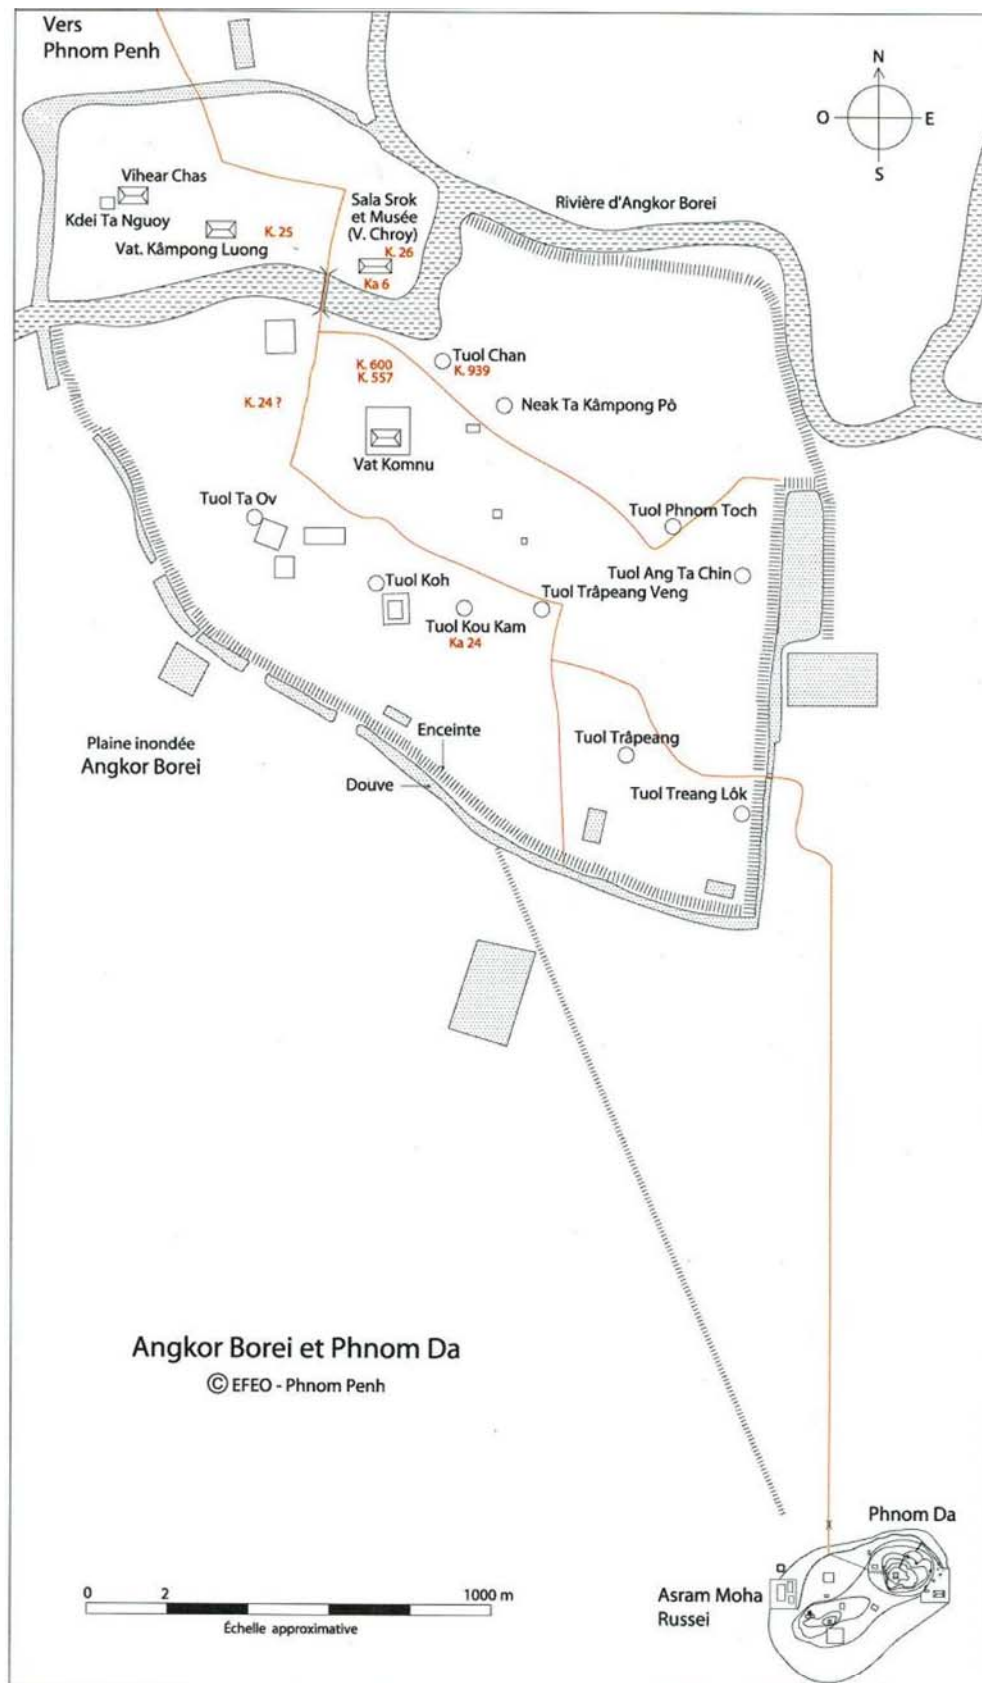 Vers
Phnom Penh
N
O
E
S
Vihear Chas
Kdei Ta Nguoy
Vat. Kâmpong Luong
K. 25
Sala Srok
et Musée
(V. Chroy)
K. 26
Ka 6
Rivière d'Angkor Borei
Tuol Chan
K. 939
K. 600
K. 557
K. 24 ?
Neak Ta Kâmpong Pô
Vat Komnu
Tuol Ta Ov
Tuol Phnom Toch
Tuol Koh
Tuol Ang Ta Chin
Tuol Trâpeang Veng
Tuol Kou Kam
Ka 24
Enceinte
Plaine inondée
Angkor Borei
Douve
Tuol Trâpeang
Tuol Treang Lôk
Angkor Borei et Phnom Da
© EFEO - Phnom Penh
Phnom Da
Asram Moha
Russei
0
2
1000 m
Échelle approximative